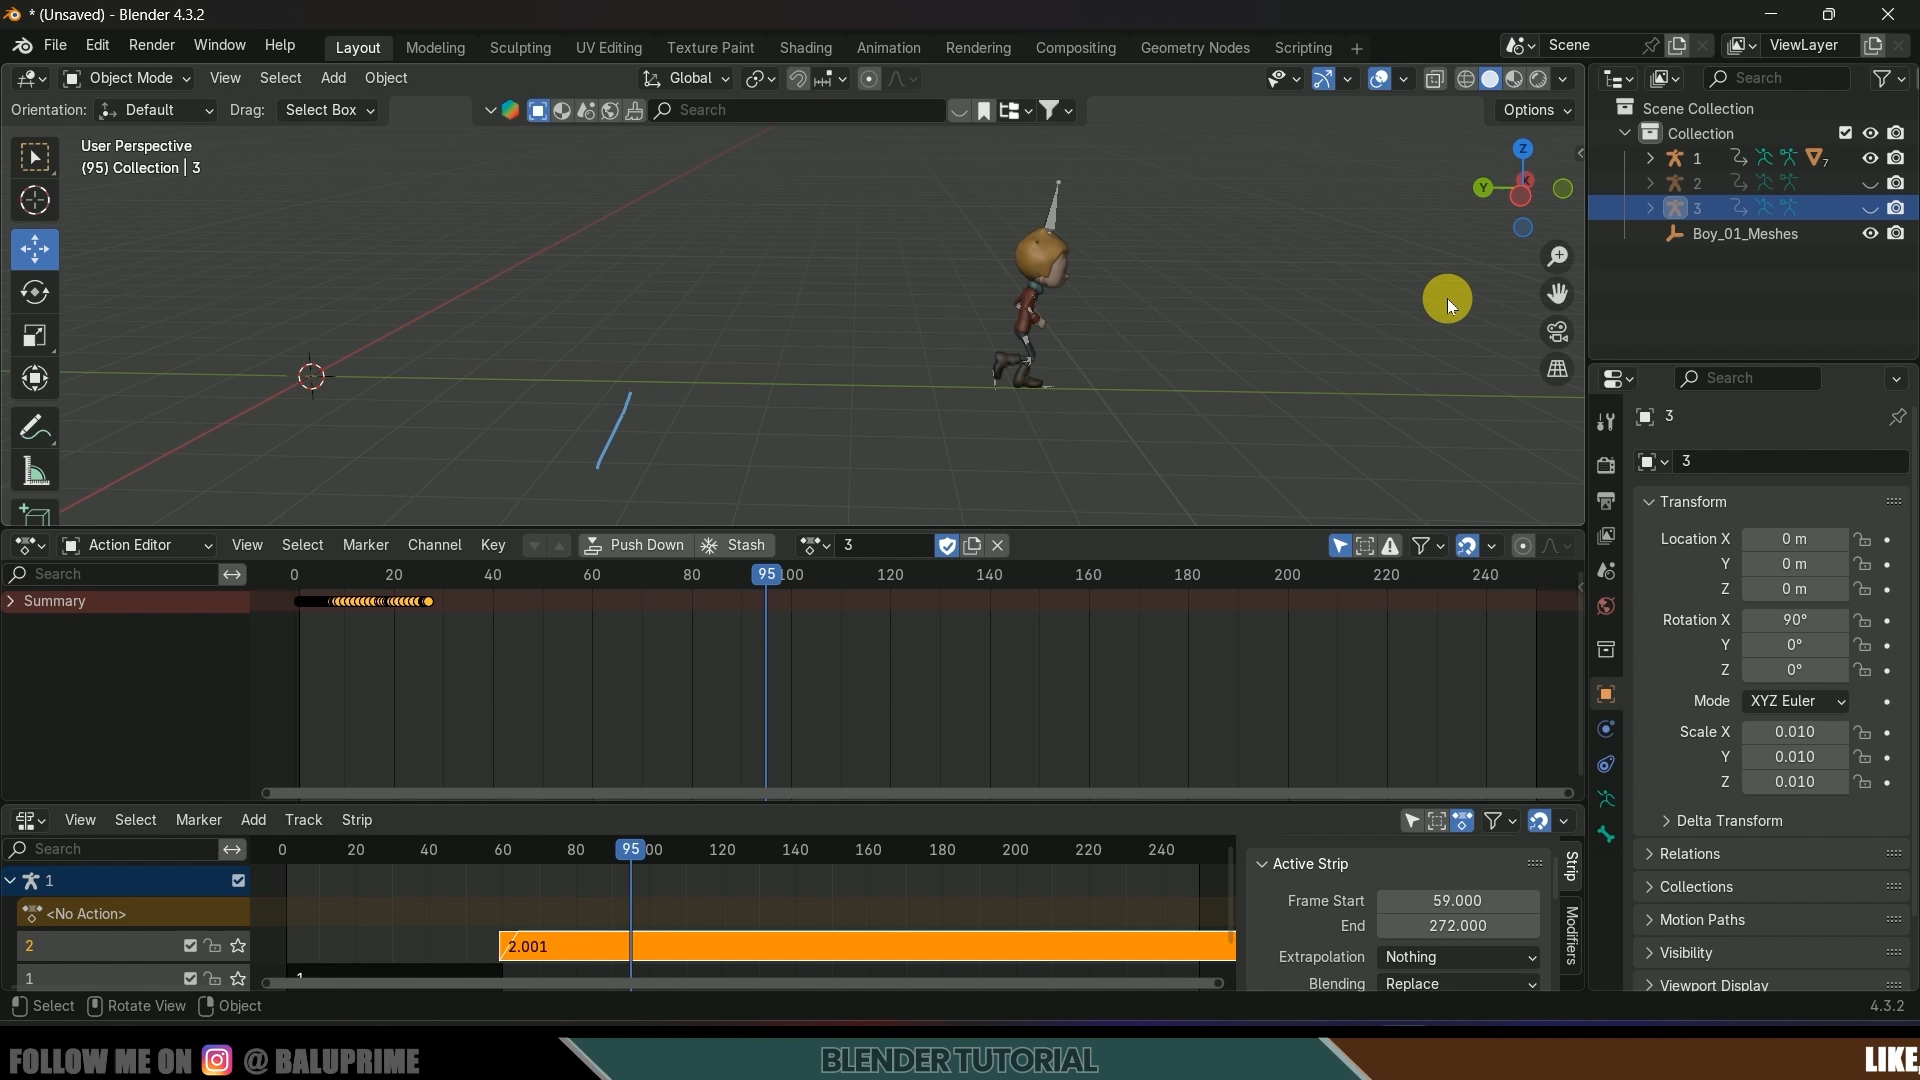 * (Unsaved) - Blender 4.3.2
File Edit Render Window Help Layout Modeling Sculpting UV Editing Texture Paint Shading Animation Rendering Compositing Geometry Nodes Scripting + Scene ViewLayer
Object Mode View Select Add Object Global Search
Orientation: Default Drag: Select Box Search Options
User Perspective
(95) Collection | 3
Z
Y
X
Scene Collection
Collection
1 7
2
3
Boy_01_Meshes
Search
3
3
Transform
Location X 0 m
Y 0 m
Z 0 m
Rotation X 90°
Y 0°
Z 0°
Mode XYZ Euler
Scale X 0.010
Y 0.010
Z 0.010
Delta Transform
Relations
Collections
Motion Paths
Visibility
Viewport Display
Action Editor View Select Marker Channel Key Push Down Stash 3
Search 0 20 40 60 80 95 100 120 140 160 180 200 220 240
Summary
View Select Marker Add Track Strip
Search 0 20 40 60 80 95 00 120 140 160 180 200 220 240
1
<No Action>
2 2.001
1 1
Active Strip
Frame Start 59.000
End 272.000
Extrapolation Nothing
Blending Replace
Strip
Modifiers
Select Rotate View Object 4.3.2
FOLLOW ME ON @ BALUPRIME BLENDER TUTORIAL LIKE